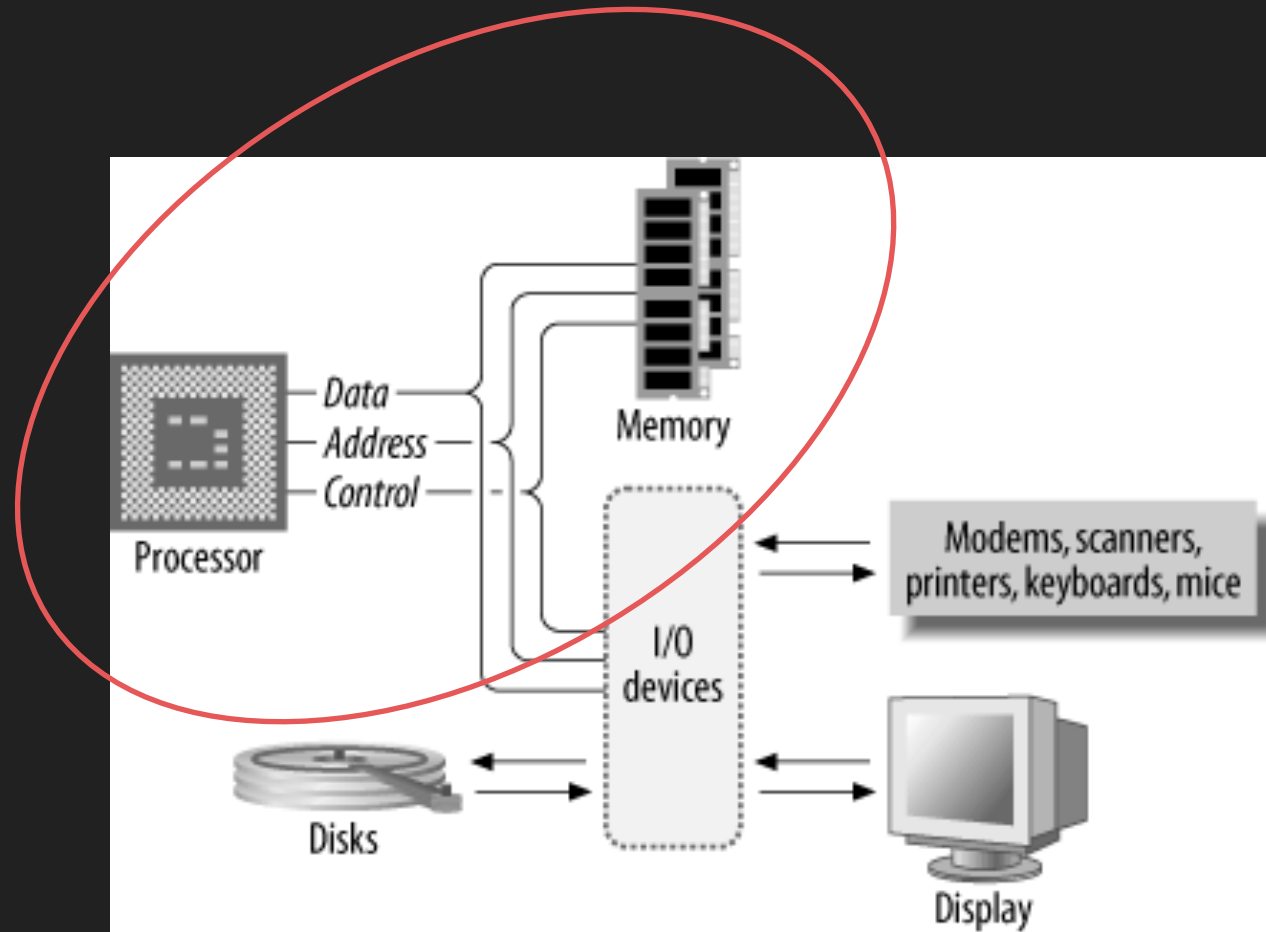 Data
Address
Control
Memory
Processor
Modems, scanners,
printers, keyboards, mice
I/O
devices
Disks
Display